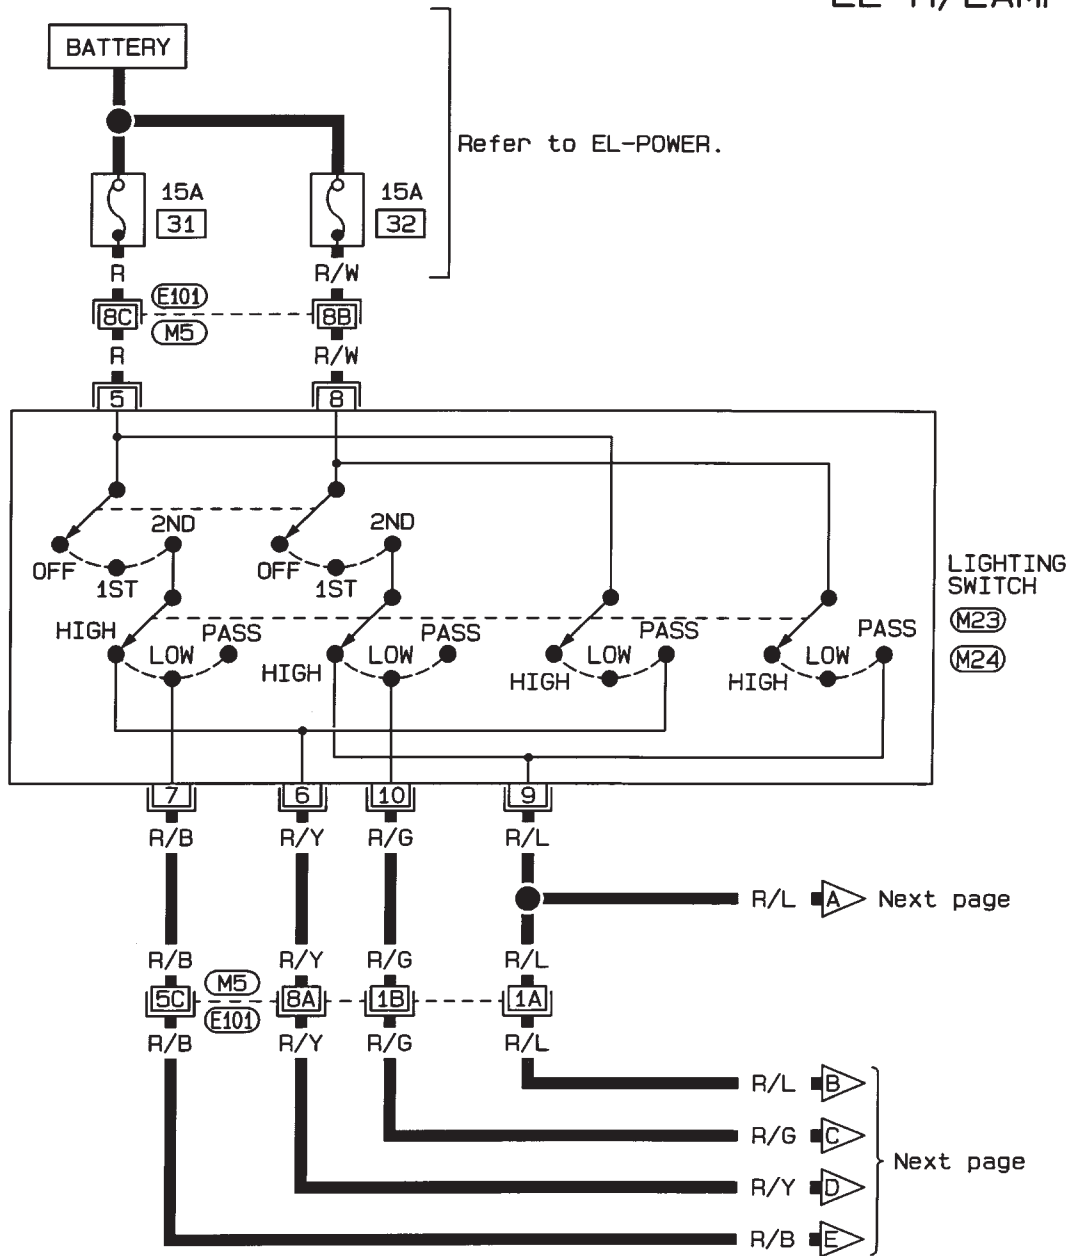 BATTERY
Refer to EL-POWER.
15A
31
15A
32
R
R/W
E101
8C
8B
M5
R
R/W
5
8
2ND
2ND
OFF
1ST
OFF
1ST
LIGHTING
SWITCH
M23
M24
HIGH
LOW
PASS
HIGH
LOW
PASS
HIGH
LOW
PASS
HIGH
LOW
PASS
7
6
10
9
R/B
R/Y
R/G
R/L
R/L
A
Next page
R/B
R/Y
R/G
R/L
M5
5C
8A
1B
1A
E101
R/B
R/Y
R/G
R/L
R/L
B
R/G
C
Next page
R/Y
D
R/B
E